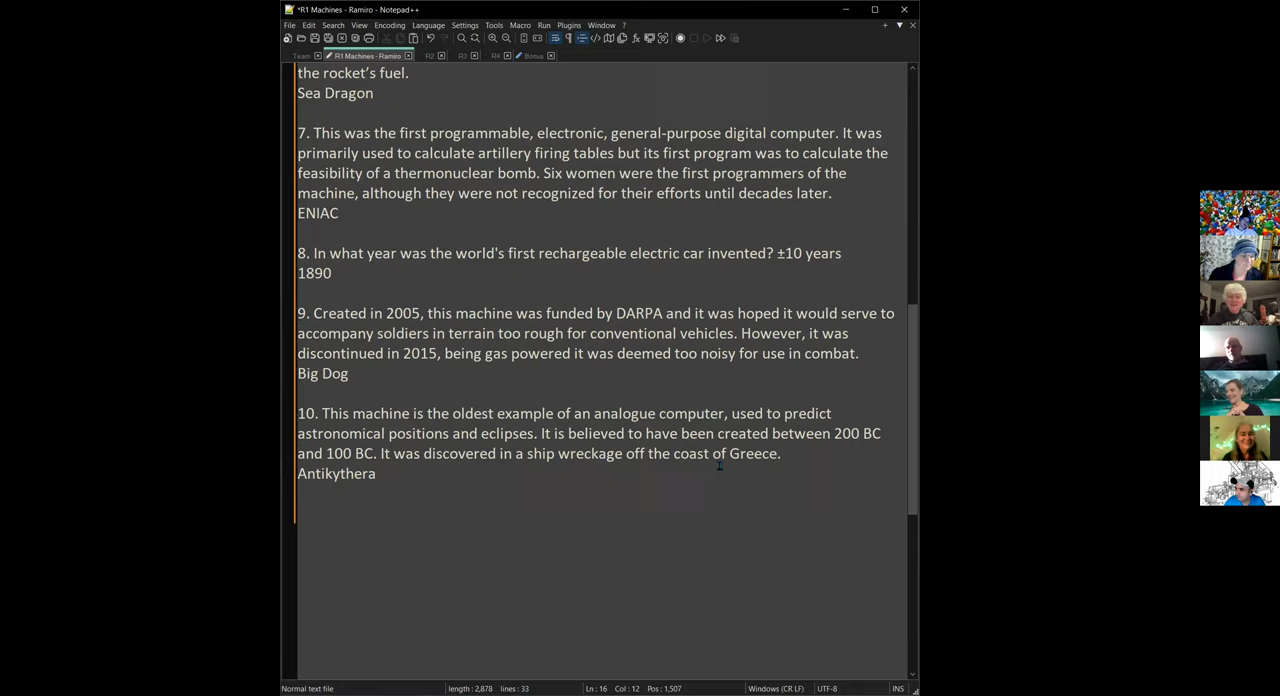 *R1 Machines - Ramiro - Notepad++
File Edit Search View Encoding Language Settings Tools Macro Run Plugins Window ?
Team R1 Machines - Ramiro R2 R3 R4 Bonus
the rocket's fuel.
Sea Dragon
7. This was the first programmable, electronic, general-purpose digital computer. It was
primarily used to calculate artillery firing tables but its first program was to calculate the
feasibility of a thermonuclear bomb. Six women were the first programmers of the
machine, although they were not recognized for their efforts until decades later.
ENIAC
8. In what year was the world's first rechargeable electric car invented? ±10 years
1890
9. Created in 2005, this machine was funded by DARPA and it was hoped it would serve to
accompany soldiers in terrain too rough for conventional vehicles. However, it was
discontinued in 2015, being gas powered it was deemed too noisy for use in combat.
Big Dog
10. This machine is the oldest example of an analogue computer, used to predict
astronomical positions and eclipses. It is believed to have been created between 200 BC
and 100 BC. It was discovered in a ship wreckage off the coast of Greece.
Antikythera
Normal text file length : 2,878 lines : 33 Ln : 16 Col : 12 Pos : 1,507 Windows (CR LF) UTF-8 INS